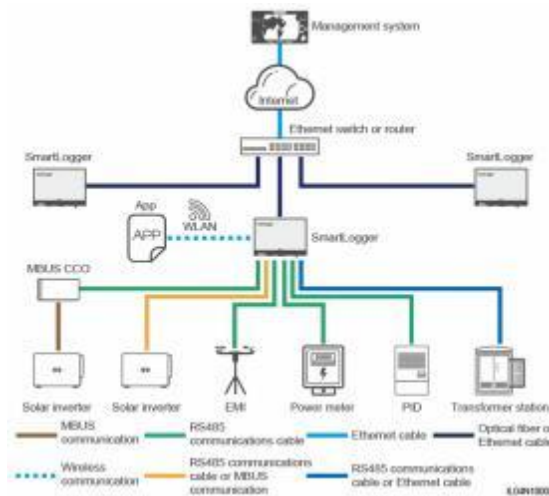 Management system
Internet
Ethernet switch or router
SmartLogger
SmartLogger
App
APP
WLAN
SmartLogger
MBUS CCO
Solar inverter
Solar inverter
EMI
Power meter
PID
Transformer station
MBUS
communication
RS485
communications cable
Ethernet cable
Optical fiber or
Ethernet cable
Wireless
communication
RS485 communications
cable or MBUS
communication
RS485 communications
cable or Ethernet cable